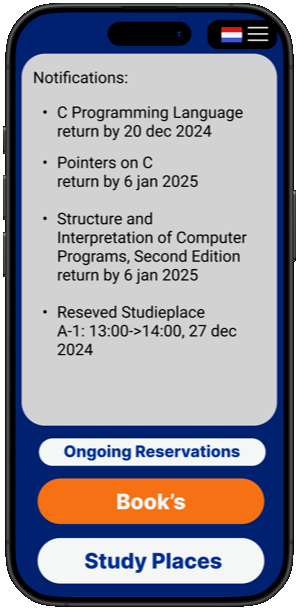 Notifications:
• C Programming Language
return by 20 dec 2024
• Pointers on C
return by 6 jan 2025
• Structure and
Interpretation of Computer
Programs, Second Edition
return by 6 jan 2025
• Reseved Studieplace
A-1: 13:00->14:00, 27 dec
2024
Ongoing Reservations
Book's
Study Places